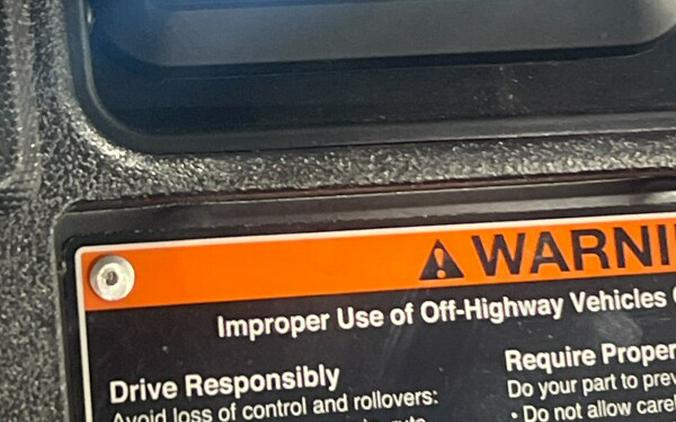 WARNI
Improper Use of Off-Highway Vehicles
Drive Responsibly
Avoid loss of control and rollovers:
Require Proper
Do your part to prev
• Do not allow carel